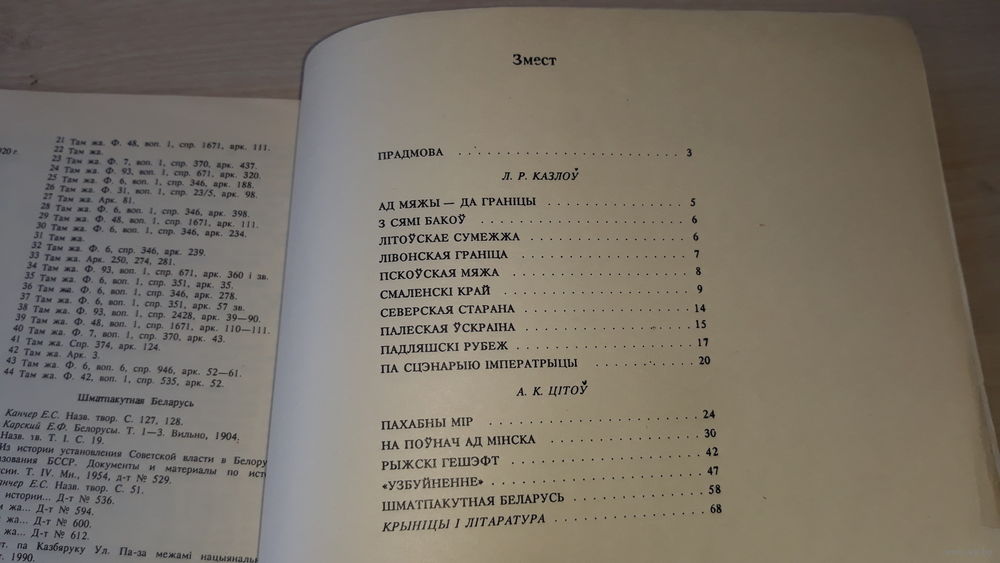 920 г.
21 Там жа. Ф. 48, воп. 1, спр. 1671, арк. 111.
22 Там жа.
23 Там жа. Ф. 7, воп. 1, спр. 370, арк. 437.
24 Там жа. Ф. 93, воп. 1, спр. 671, арк. 320.
25 Там жа. Ф. 6, воп. 1, спр. 346, арк. 188.
26 Там жа. Ф. 31, воп. 1, спр. 23/5, арк. 98.
27 Там жа. Арк. 81.
28 Там жа. Ф. 6, воп. 1, спр. 346, арк. 398.
29 Там жа. Ф. 48, воп. 1, спр. 1671, арк. 111.
30 Там жа. Ф. 6, воп. 1, спр. 346, арк. 234.
31 Там жа.
32 Там жа. Ф. 6, спр. 346, арк. 239.
33 Там жа. Арк. 250, 274, 281.
34 Там жа. Ф. 93, воп. 1, спр. 671, арк. 360 і зв.
35 Там жа. Ф. 6, воп. 1, спр. 351, арк. 35.
36 Там жа. Ф. 6, воп. 1, спр. 346, арк. 278.
37 Там жа. Ф. 6, воп. 1, спр. 351, арк. 57 зв.
38 Там жа. Ф. 93, воп. 1, спр. 2428, арк. 39—90.
39 Там жа. Ф. 48, воп. 1, спр. 1671, арк. 110—111.
40 Там жа. Ф. 7, воп. 1, спр. 370, арк. 43.
41 Там жа. Спр. 374, арк. 124.
42 Там жа. Арк. 3.
43 Там жа. Ф. 6, воп. 6, спр. 946, арк. 52—61.
44 Там жа. Ф. 42, воп. 1, спр. 535, арк. 52.
Шматпакутная Беларусь
Канчер Е.С. Назв. твор. С. 127, 128.
Карский Е.Ф. Белорусы. Т. 1—3. Вильно, 1904.
Назв. зв. Т. І. С. 19.
Из истории установления Советской власти в Белору
зования БССР. Документы и материалы по ист
сии. Т. IV. Мн., 1954, д-т № 529.
нчер Е.С. Назв. твор. С. 51.
истории... Д-т № 536.
м жа... Д-т № 594.
жа... Д-т № 600.
жа... Д-т № 612.
т. па Казбяруку Ул. Па-за межамі нацыяналь
т. 1990.
Змест
ПРАДМОВА . . . . . . . . . . . . . . . . . . . . . . . 3
Л. Р. КАЗЛОЎ
АД МЯЖЫ — ДА ГРАНІЦЫ . . . . . . . . . . . . . . 5
З СЯМІ БАКОЎ . . . . . . . . . . . . . . . . . . . . 6
ЛІТОЎСКАЕ СУМЕЖЖА . . . . . . . . . . . . . . . 6
ЛІВОНСКАЯ ГРАНІЦА . . . . . . . . . . . . . . . . 7
ПСКОЎСКАЯ МЯЖА . . . . . . . . . . . . . . . . . 8
СМАЛЕНСКІ КРАЙ . . . . . . . . . . . . . . . . . . 9
СЕВЕРСКАЯ СТАРАНА . . . . . . . . . . . . . . . . 14
ПАЛЕСКАЯ ЎСКРАІНА . . . . . . . . . . . . . . . . 15
ПАДЛЯШСКІ РУБЕЖ . . . . . . . . . . . . . . . . . 17
ПА СЦЭНАРЫЮ ІМПЕРАТРЫЦЫ . . . . . . . . . . 20
А. К. ЦІТОЎ
ПАХАБНЫ МІР . . . . . . . . . . . . . . . . . . . . 24
НА ПОЎНАЧ АД МІНСКА . . . . . . . . . . . . . . 30
РЫЖСКІ ГЕШЭФТ . . . . . . . . . . . . . . . . . . 42
«УЗБУЙНЕННЕ» . . . . . . . . . . . . . . . . . . . 47
ШМАТПАКУТНАЯ БЕЛАРУСЬ . . . . . . . . . . . . 58
КРЫНІЦЫ І ЛІТАРАТУРА . . . . . . . . . . . . . . 68